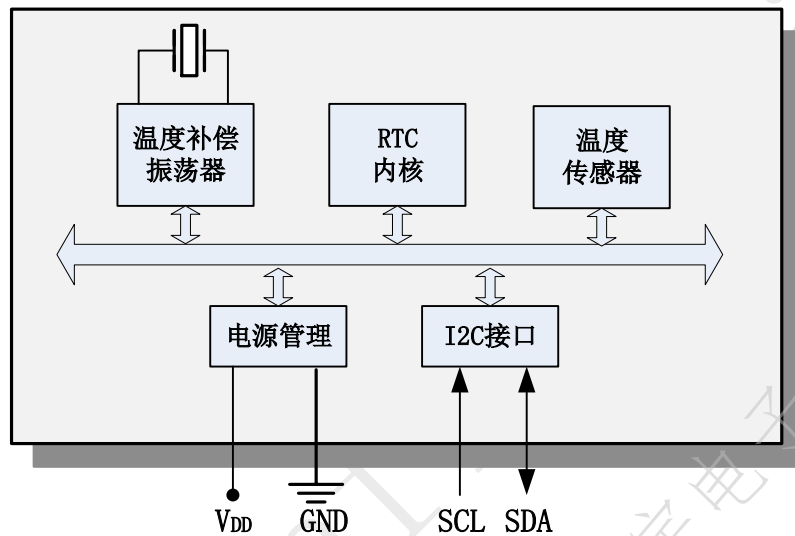 温度补偿
振荡器
RTC
内核
温度
传感器
电源管理
I2C接口
VDD
GND
SCL
SDA